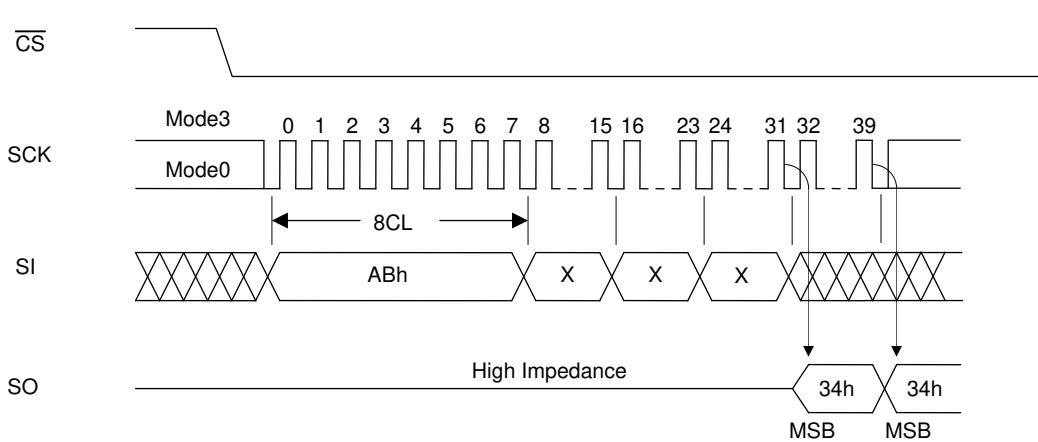 CS
Mode3
0 1 2 3 4 5 6 7 8 15 16 23 24 31 32 39
SCK
Mode0
8CL
SI
ABh X X X
High Impedance
SO
34h 34h
MSB MSB